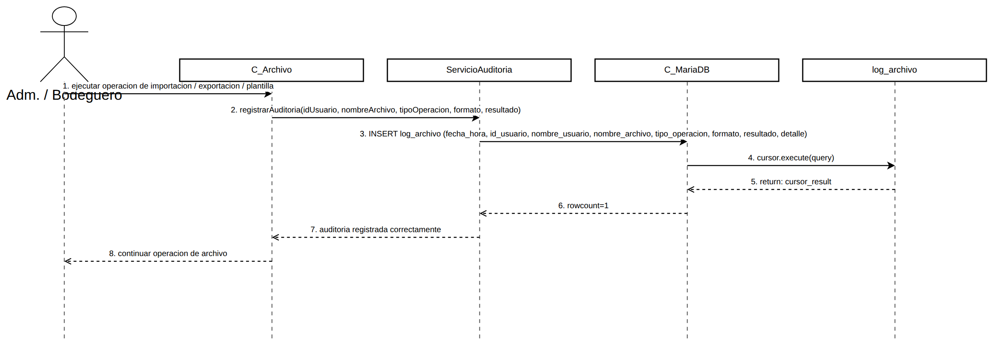 C_Archivo
ServicioAuditoria
C_MariaDB
log_archivo
1. ejecutar operacion de importacion / exportacion / plantilla
Adm. / Bodeguero
2. registrarAuditoria(idUsuario, nombreArchivo, tipoOperacion, formato, resultado)
3. INSERT log_archivo (fecha_hora, id_usuario, nombre_usuario, nombre_archivo, tipo_operacion, formato, resultado, detalle)
4. cursor.execute(query)
5. return: cursor_result
6. rowcount=1
7. auditoria registrada correctamente
8. continuar operacion de archivo